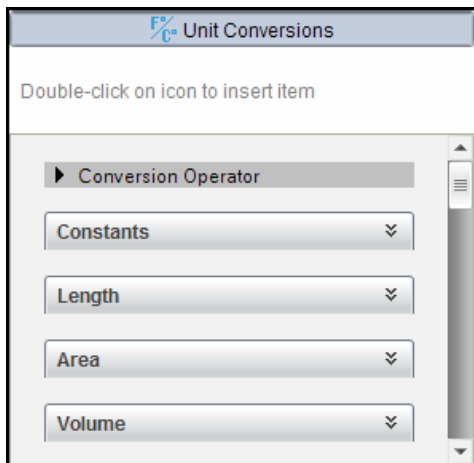 F°/C° Unit Conversions
Double-click on icon to insert item
Conversion Operator
Constants
Length
Area
Volume